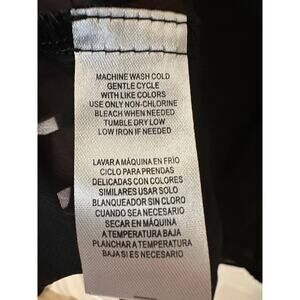 MACHINE WASH COLD
GENTLE CYCLE
WITH LIKE COLORS
USE ONLY NON-CHLORINE
BLEACH WHEN NEEDED
TUMBLE DRY LOW
LOW IRON IF NEEDED
LAVAR A MÁQUINA EN FRÍO
CICLO PARA PRENDAS
DELICADAS CON COLORES
SIMILARES USAR SOLO
BLANQUEADOR SIN CLORO
CUANDO SEA NECESARIO
SECAR EN MÁQUINA
A TEMPERATURA BAJA
PLANCHAR A TEMPERATURA
BAJA SI ES NECESARIO